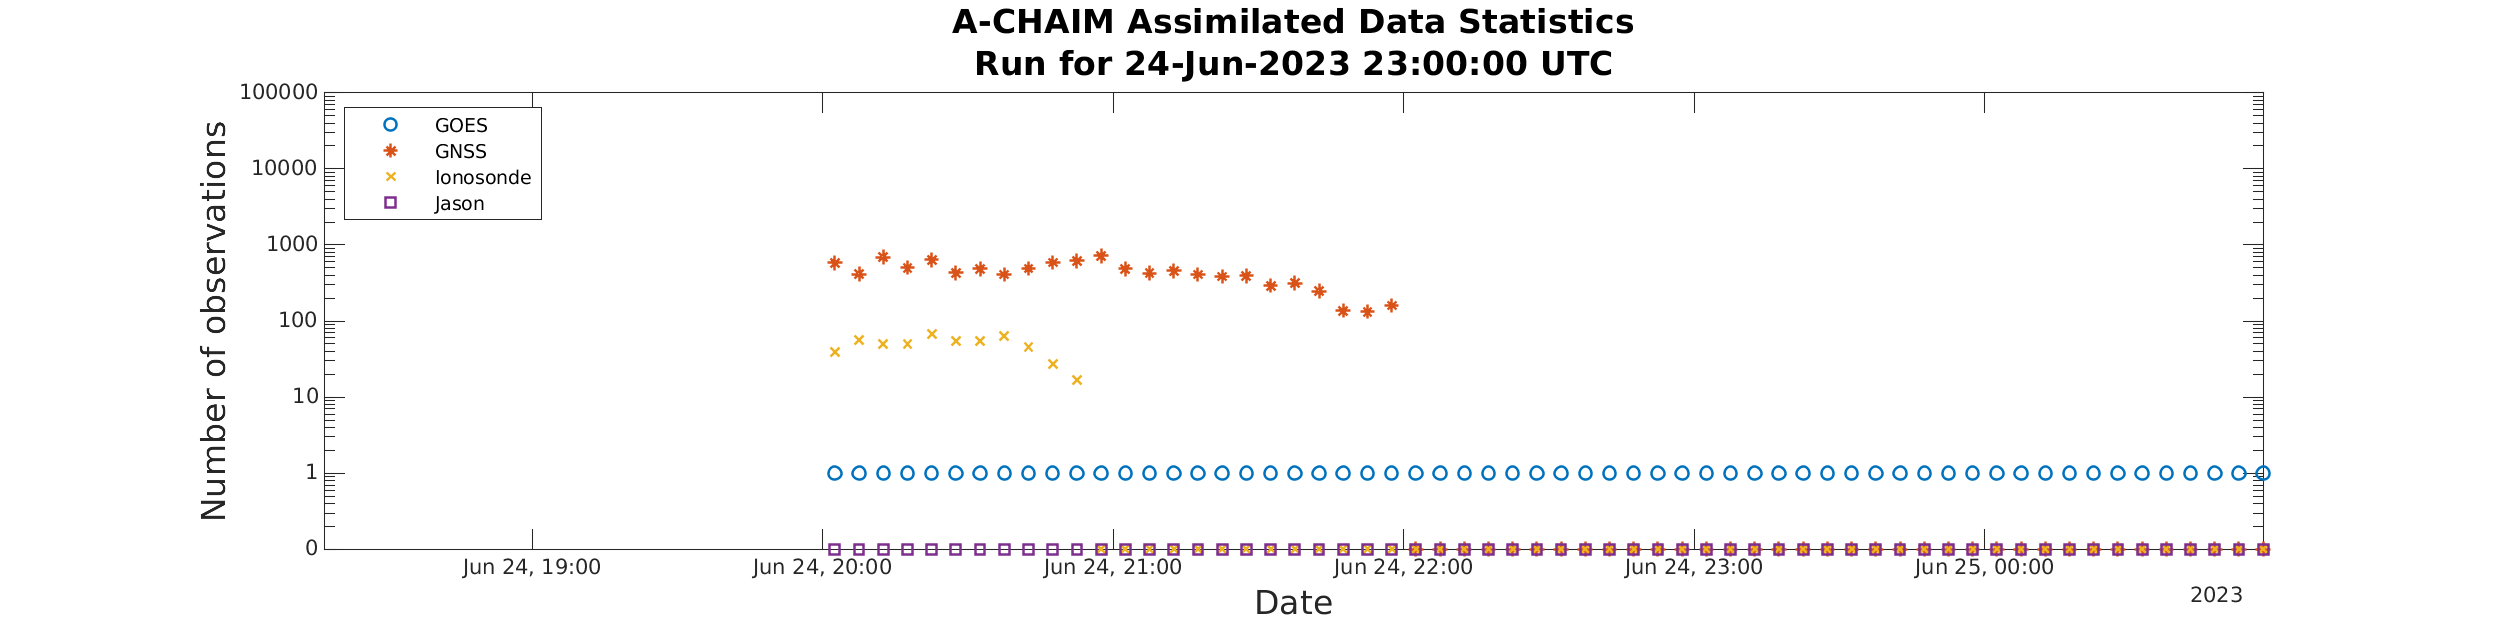 A-CHAIM Assimilated Data Statistics
Run for 24-Jun-2023 23:00:00 UTC
100000
10000
1000
100
10
1
0
Number of observations
GOES
GNSS
Ionosonde
Jason
Jun 24, 19:00
Jun 24, 20:00
Jun 24, 21:00
Jun 24, 22:00
Jun 24, 23:00
Jun 25, 00:00
2023
Date